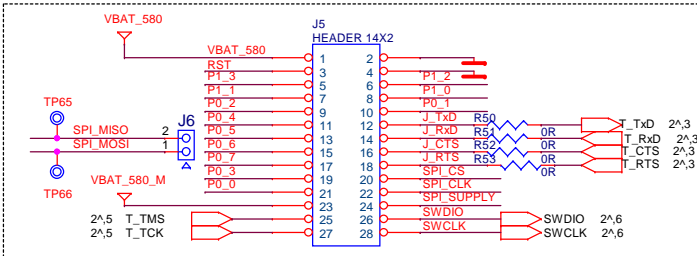 VBAT_580
J5
HEADER 14X2
VBAT_580
1 2
RST
3 4
P1_3
5 6
P1_2
P1_1
7 8
P1_0
P0_2
9 10
P0_1
P0_4
11 12
J_TxD R50 T_TxD 2^,3
P0_5
13 14
J_RxD R51 0R T_RxD 2^,3
P0_6
15 16
J_CTS R52 0R T_CTS 2^,3
P0_7
17 18
J_RTS R53 0R T_RTS 2^,3
0R
P0_3
19 20
SPI_CS
P0_0
21 22
SPI_CLK
23 24
SPI_SUPPLY
2^,5 T_TMS
25 26
SWDIO SWDIO 2^,6
2^,5 T_TCK
27 28
SWCLK SWCLK 2^,6
TP65
J6
SPI_MISO 2
SPI_MOSI 1
TP66
VBAT_580_M